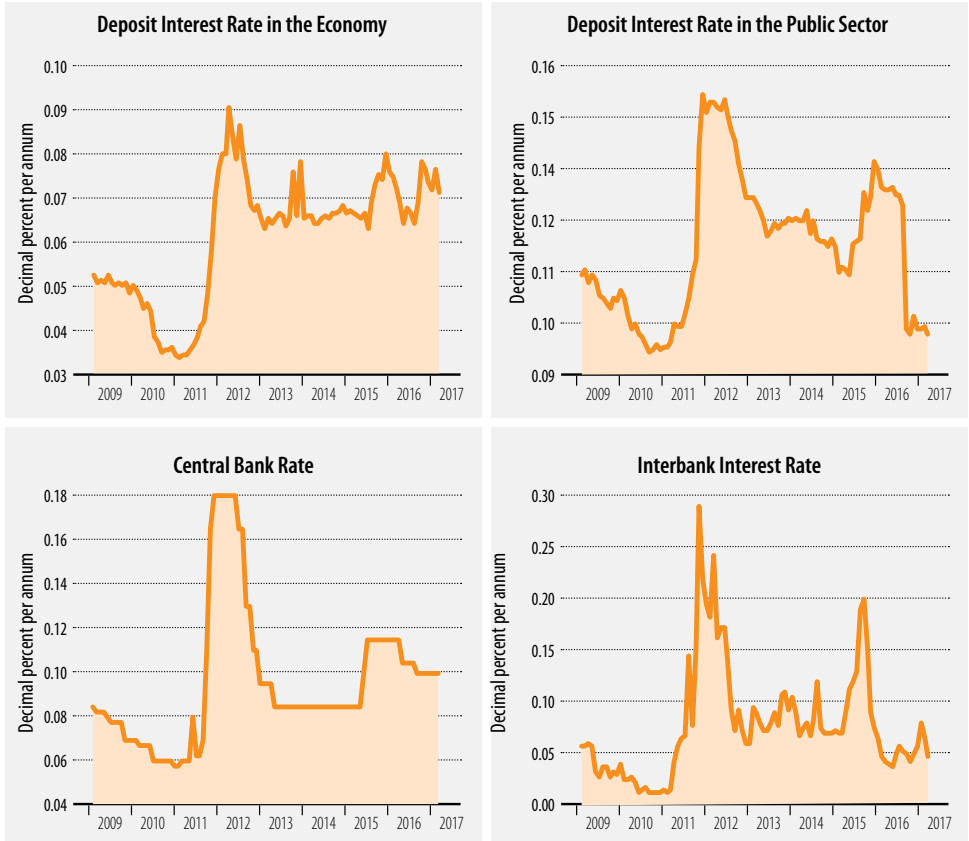 Deposit Interest Rate in the Economy
Decimal percent per annum
0.10
0.09
0.08
0.07
0.06
0.05
0.04
0.03
2009 2010 2011 2012 2013 2014 2015 2016 2017
Deposit Interest Rate in the Public Sector
Decimal percent per annum
0.16
0.15
0.14
0.12
0.11
0.10
0.09
2009 2010 2011 2012 2013 2014 2015 2016 2017
Central Bank Rate
Decimal percent per annum
0.18
0.16
0.14
0.12
0.10
0.08
0.06
0.04
2009 2010 2011 2012 2013 2014 2015 2016 2017
Interbank Interest Rate
Decimal percent per annum
0.30
0.25
0.20
0.15
0.10
0.05
0.00
2009 2010 2011 2012 2013 2014 2015 2016 2017